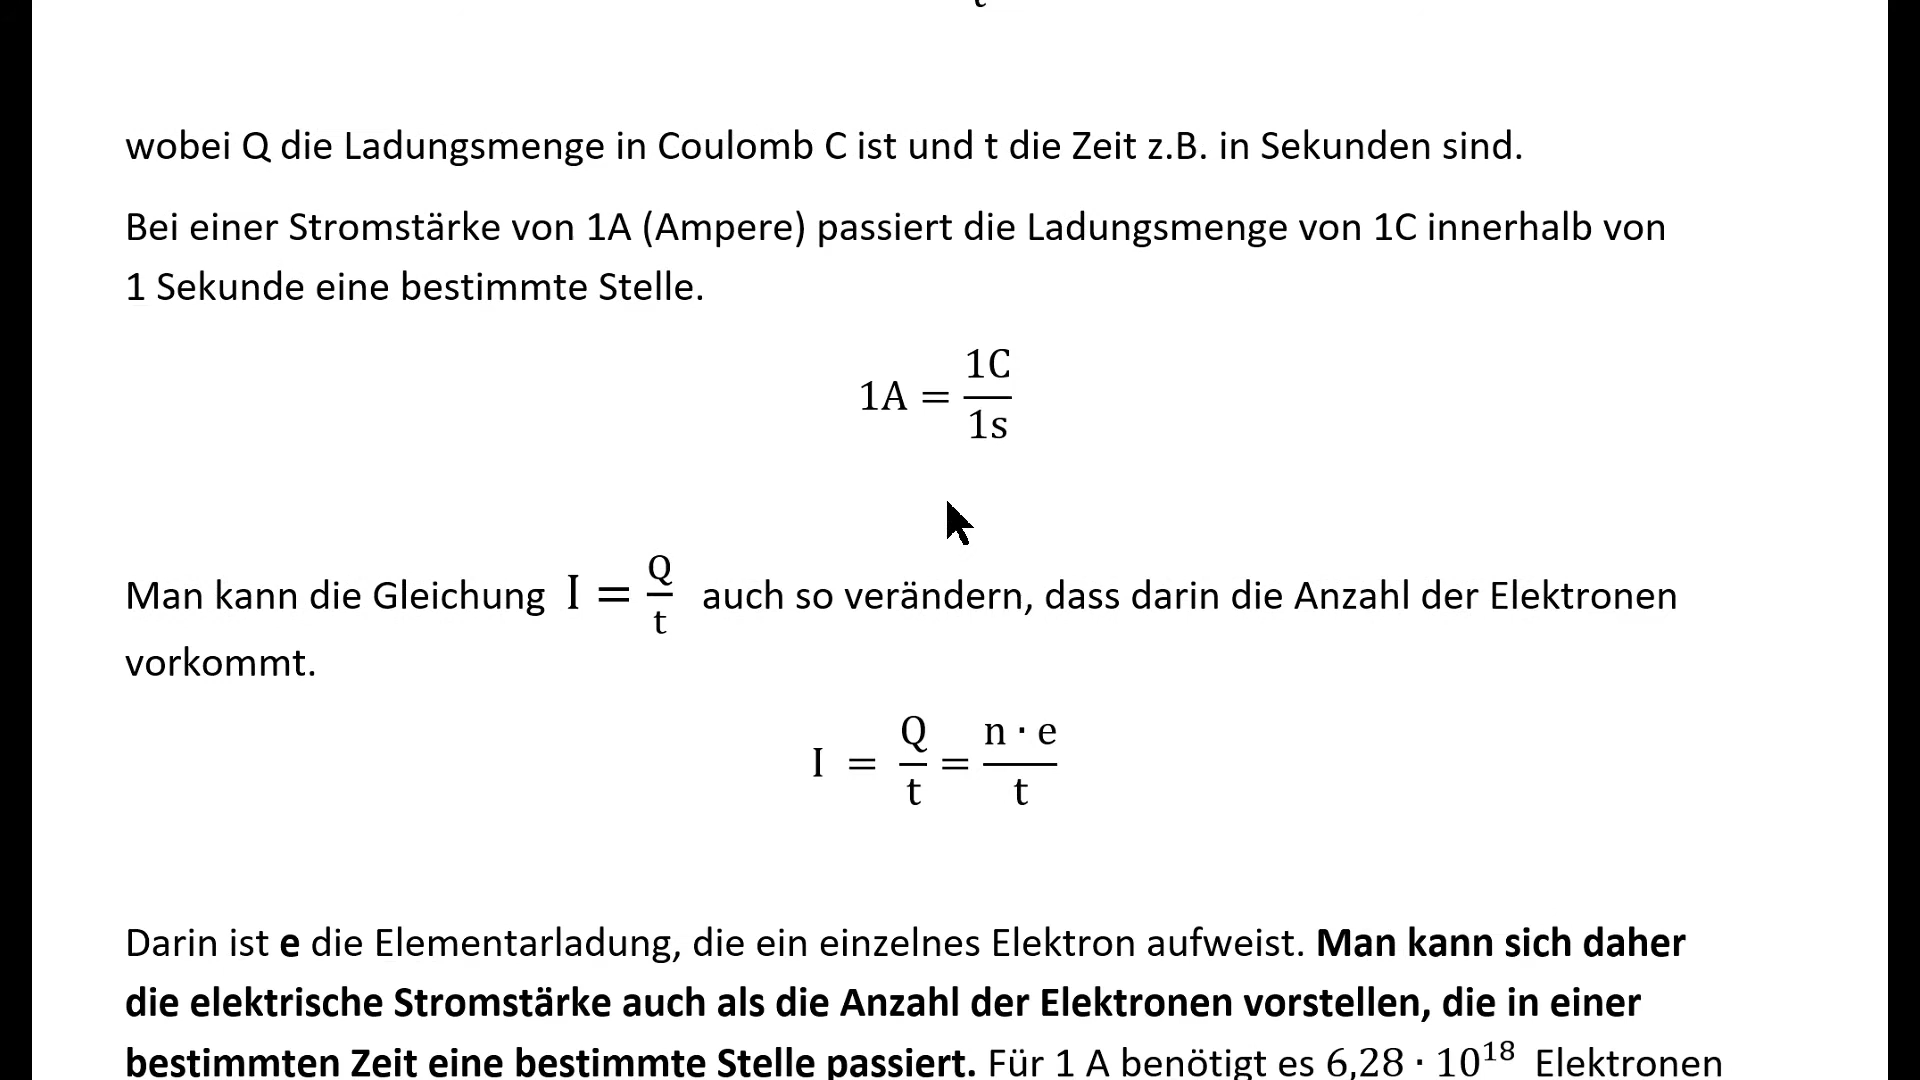 t
wobei Q die Ladungsmenge in Coulomb C ist und t die Zeit z.B. in Sekunden sind.
Bei einer Stromstärke von 1A (Ampere) passiert die Ladungsmenge von 1C innerhalb von
1 Sekunde eine bestimmte Stelle.
1A = 1C/1s
Man kann die Gleichung I = Q/t auch so verändern, dass darin die Anzahl der Elektronen
vorkommt.
I = Q/t = n · e/t
Darin ist e die Elementarladung, die ein einzelnes Elektron aufweist. Man kann sich daher
die elektrische Stromstärke auch als die Anzahl der Elektronen vorstellen, die in einer
bestimmten Zeit eine bestimmte Stelle passiert. Für 1 A benötigt es 6,28 · 10¹⁸ Elektronen